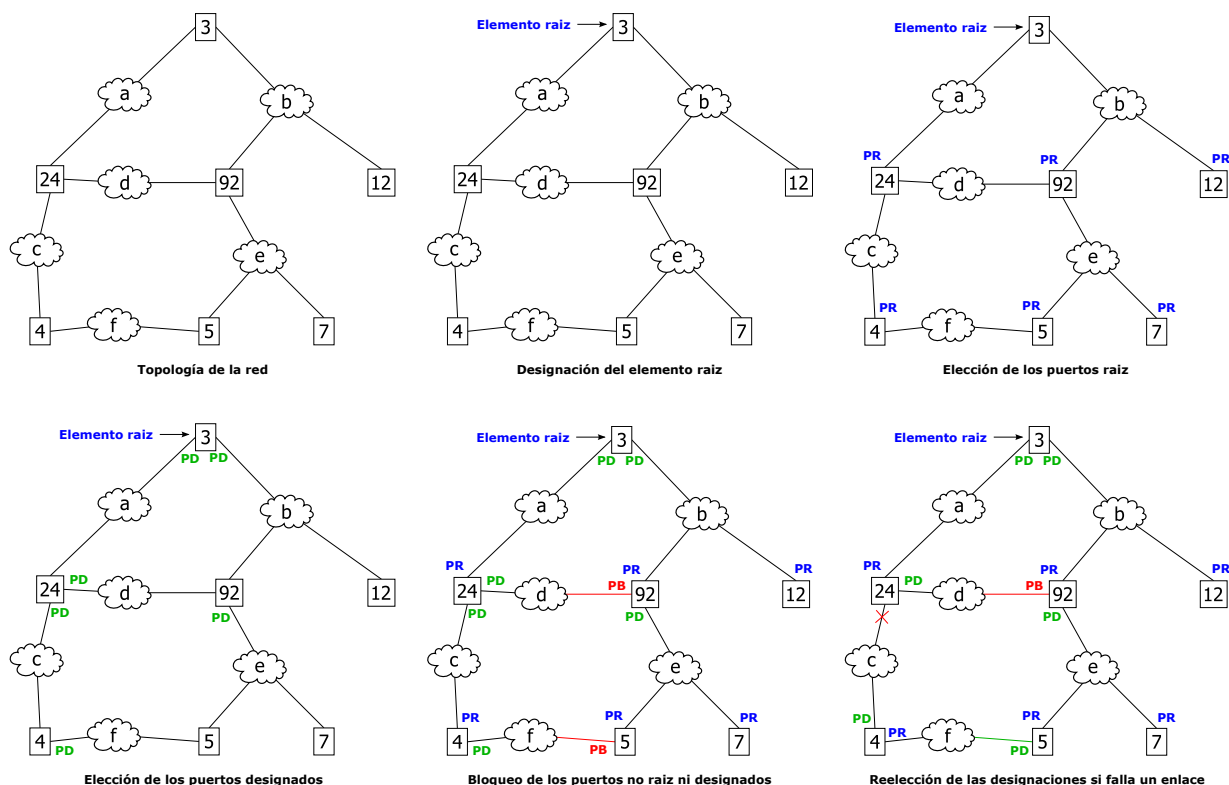 3
a
b
24
d
92
12
c
e
4
f
5
7
Topología de la red
Elemento raiz
3
a
b
24
d
92
12
c
e
4
f
5
7
Designación del elemento raiz
Elemento raiz
3
a
b
PR
PR
PR
24
d
92
12
c
e
PR
PR
PR
4
f
5
7
Elección de los puertos raiz
Elemento raiz
3
PD PD
a
b
24
PD
d
92
12
PD
PD
c
e
4
PD
f
5
7
Elección de los puertos designados
Elemento raiz
3
PD PD
a
b
PR
PR
PR
24
PD
d
PB
92
12
PD
PD
c
e
PR
PR
PR
4
PD
f
PB
5
7
Bloqueo de los puertos no raiz ni designados
Elemento raiz
3
PD PD
a
b
PR
PR
PR
24
PD
d
PB
92
12
PD
c
e
PD
PR
PR
PR
4
f
PD
5
7
Reelección de las designaciones si falla un enlace